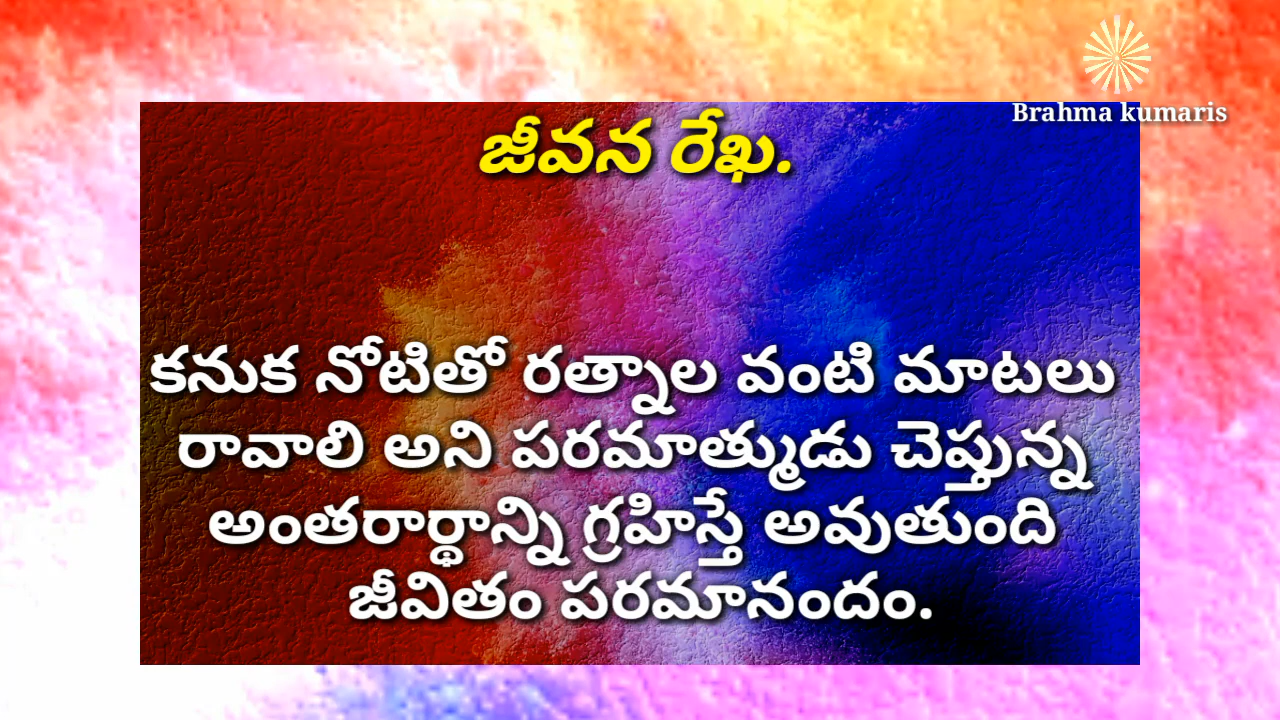 Brahma kumaris
జీవన రేఖ.
కనుక నోటితో రత్నాల వంటి మాటలు
రావాలి అని పరమాత్ముడు చెప్తున్న
అంతరార్థాన్ని గ్రహిస్తే అవుతుంది
జీవితం పరమానందం.